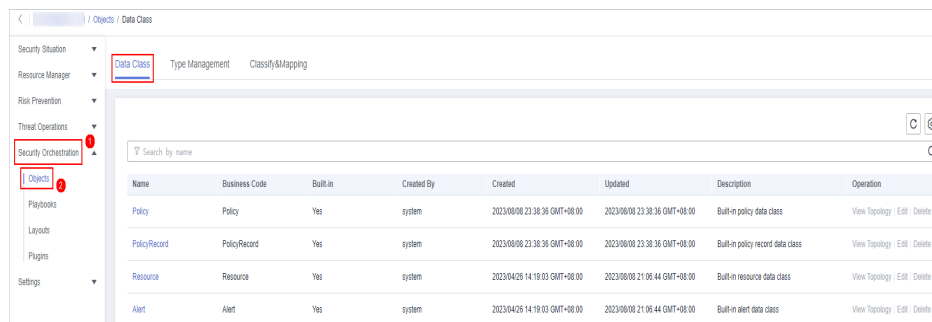 / Objects / Data Class
Security Situation
Resource Manager
Risk Prevention
Threat Operations
1
Security Orchestration
Objects
2
Playbooks
Layouts
Plugins
Settings
Data Class Type Management Classify&Mapping
Search by name
Name Business Code Built-in Created By Created Updated Description Operation
Policy Policy Yes system 2023/08/08 23:38:36 GMT+08:00 2023/08/08 23:38:36 GMT+08:00 Built-in policy data class View Topology | Edit | Delete
PolicyRecord PolicyRecord Yes system 2023/08/08 23:38:36 GMT+08:00 2023/08/08 23:38:36 GMT+08:00 Built-in policy record data class View Topology | Edit | Delete
Resource Resource Yes system 2023/04/26 14:19:03 GMT+08:00 2023/08/08 21:06:44 GMT+08:00 Built-in resource data class View Topology | Edit | Delete
Alert Alert Yes system 2023/04/26 14:19:03 GMT+08:00 2023/08/08 21:06:44 GMT+08:00 Built-in alert data class View Topology | Edit | Delete